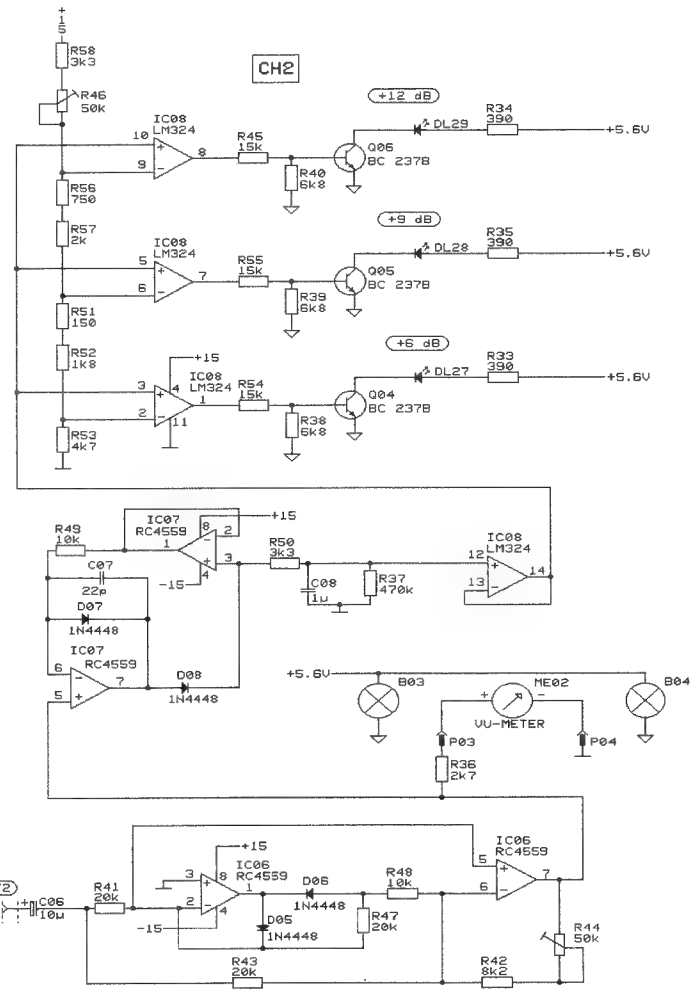 +
1
5
R58
3k3
CH2
R46
50k
+12 dB
R34
390
IC08
LM324
DL29
+5.6V
10
+
8
R45
15k
Q06
BC 237B
9
-
R40
6k8
R56
750
+9 dB
R57
2k
R35
390
IC08
LM324
DL28
+5.6V
5
+
7
R55
15k
Q05
BC 237B
6
-
R39
6k8
R51
150
+6 dB
R52
1k8
+15
R33
390
IC08
LM324
DL27
+5.6V
3
+
4
1
R54
15k
Q04
BC 237B
2
-
11
R38
6k8
R53
4k7
R49
10k
IC07
RC4559
8
2
+15
1
-
+
3
4
-15
R50
3k3
IC08
LM324
12
+
14
13
-
C07
22p
C08
1µ
R37
470k
D07
1N4448
IC07
RC4559
6
-
7
5
+
D08
1N4448
+5.6V
B03
ME02
B04
+
-
VU-METER
P03
P04
R36
2k7
+15
IC06
RC4559
5
+
7
6
-
IC06
RC4559
3
+
8
1
2
-
4
-15
D06
1N4448
R48
10k
2
+
C06
10µ
R41
20k
D05
1N4448
R47
20k
R44
50k
R43
20k
R42
8k2